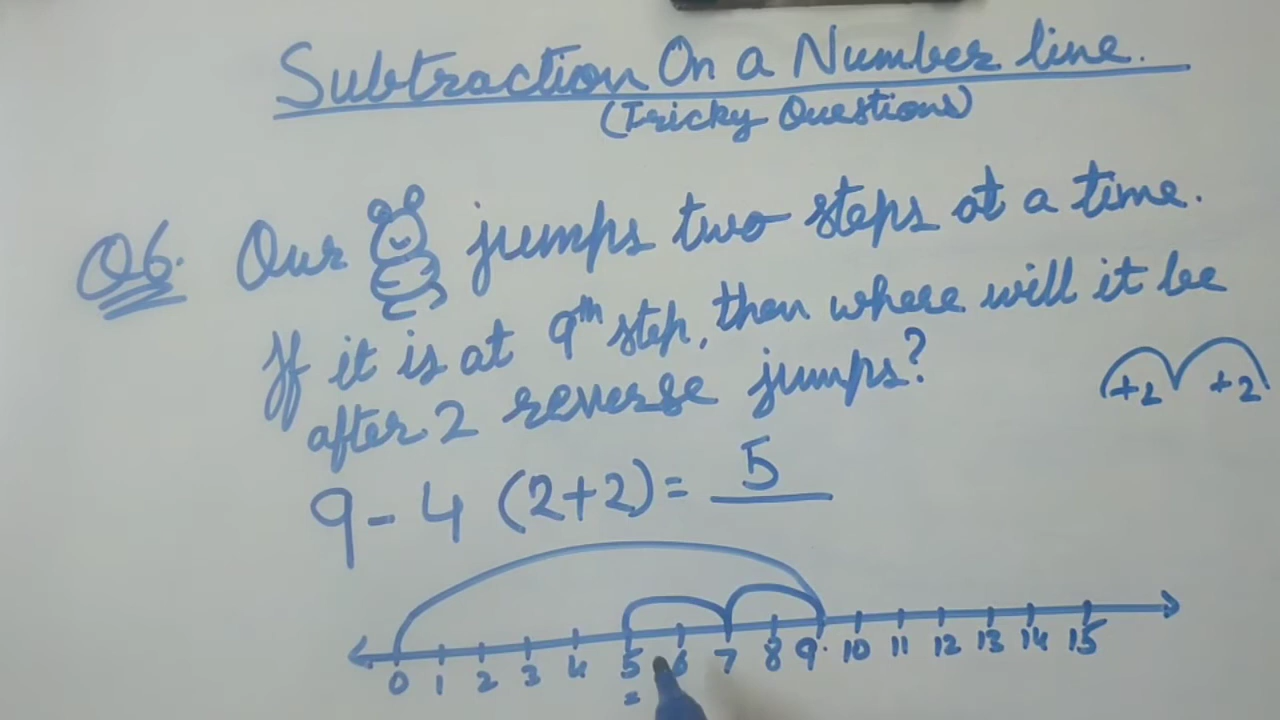 Subtraction On a Number line.
(Tricky Questions)
Q6. Our jumps two steps at a time.
If it is at 9th step, then where will it be
after 2 reverse jumps?
+2 +2
9 - 4 (2+2) = 5
0 1 2 3 4 5 6 7 8 9 10 11 12 13 14 15